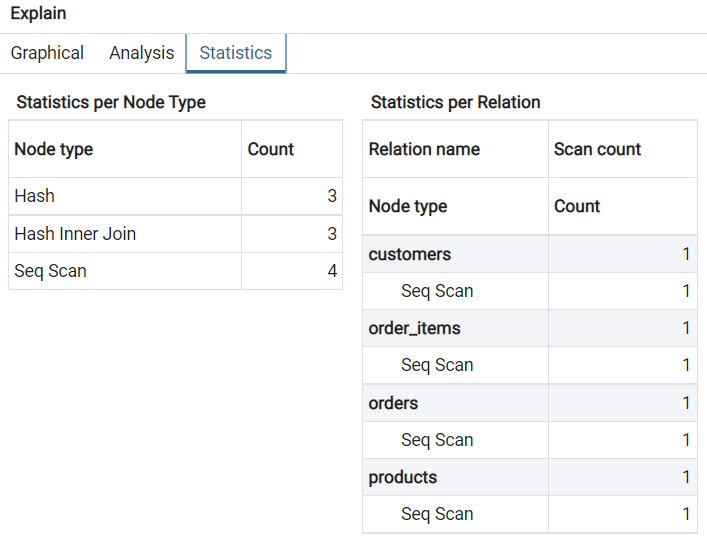 Explain
Graphical Analysis Statistics
Statistics per Node Type
Node type Count
Hash 3
Hash Inner Join 3
Seq Scan 4
Statistics per Relation
Relation name Scan count
Node type Count
customers 1
Seq Scan 1
order_items 1
Seq Scan 1
orders 1
Seq Scan 1
products 1
Seq Scan 1